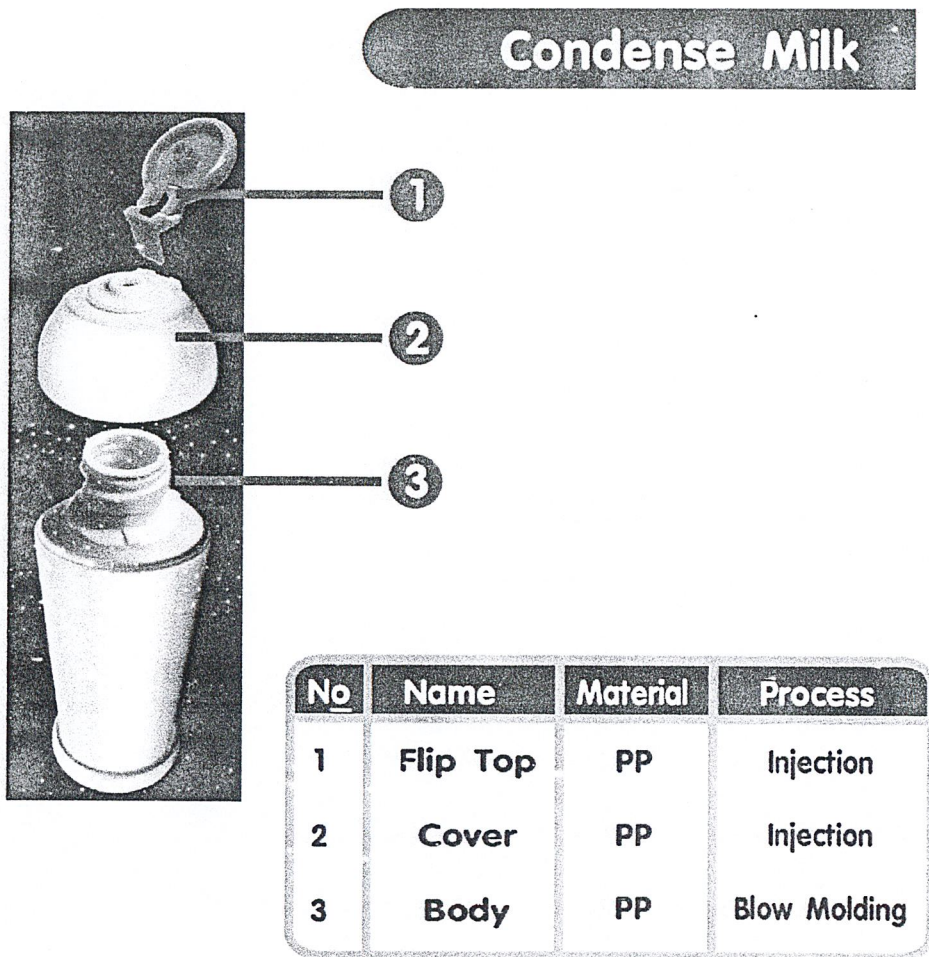 Condense Milk
1
2
3
No Name Material Process
1 Flip Top PP Injection
2 Cover PP Injection
3 Body PP Blow Molding